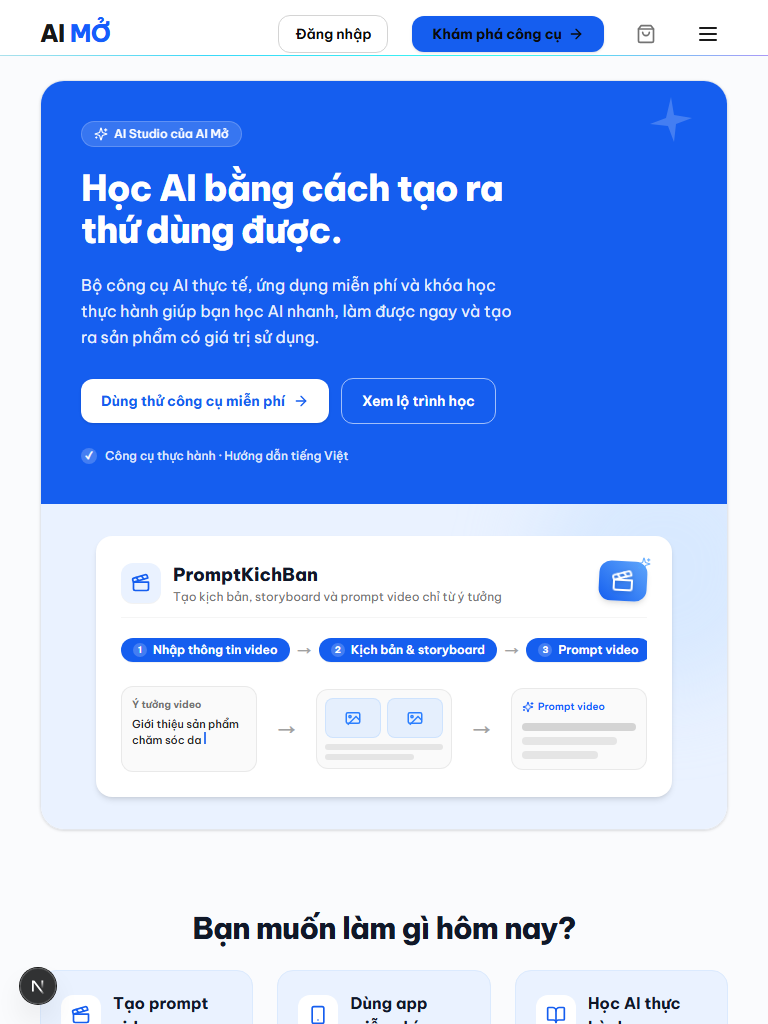 AI MỞ
Đăng nhập
Khám phá công cụ →
AI Studio của AI Mở
Học AI bằng cách tạo ra
thứ dùng được.
Bộ công cụ AI thực tế, ứng dụng miễn phí và khóa học
thực hành giúp bạn học AI nhanh, làm được ngay và tạo
ra sản phẩm có giá trị sử dụng.
Dùng thử công cụ miễn phí →
Xem lộ trình học
Công cụ thực hành · Hướng dẫn tiếng Việt
PromptKichBan
Tạo kịch bản, storyboard và prompt video chỉ từ ý tưởng
1 Nhập thông tin video → 2 Kịch bản & storyboard → 3 Prompt video
Ý tưởng video
Giới thiệu sản phẩm
chăm sóc da
→
→
Prompt video
Bạn muốn làm gì hôm nay?
N
Tạo prompt
Dùng app
Học AI thực